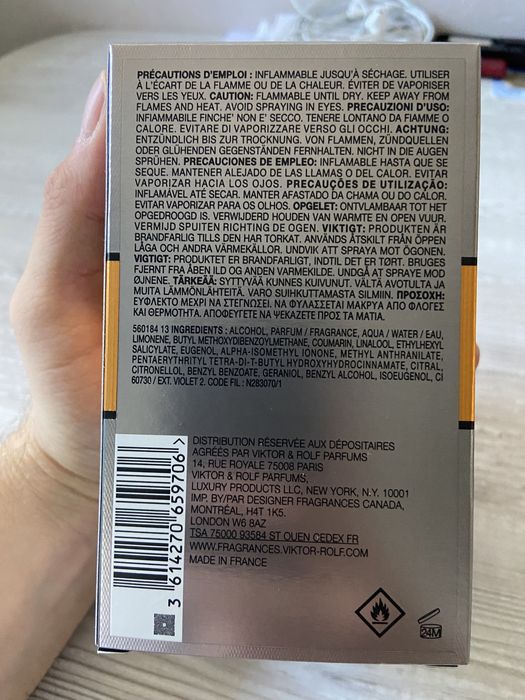 PRÉCAUTIONS D'EMPLOI : INFLAMMABLE JUSQU'À SÉCHAGE. UTILISER
À L'ÉCART DE LA FLAMME OU DE LA CHALEUR. ÉVITER DE VAPORISER
VERS LES YEUX. CAUTION: FLAMMABLE UNTIL DRY. KEEP AWAY FROM
FLAMES AND HEAT. AVOID SPRAYING IN EYES. PRECAUZIONI D'USO:
INFIAMMABILE FINCHE' NON E' SECCO. TENERE LONTANO DA FIAMME O
CALORE. EVITARE DI VAPORIZZARE VERSO GLI OCCHI. ACHTUNG:
ENTZÜNDLICH BIS ZUR TROCKNUNG. VON FLAMMEN, ZÜNDQUELLEN
ODER GLÜHENDEN GEGENSTÄNDEN FERNHALTEN. NICHT IN DIE AUGEN
SPRÜHEN. PRECAUCIONES DE EMPLEO: INFLAMABLE HASTA QUE SE
SEQUE. MANTENER ALEJADO DE LAS LLAMAS O DEL CALOR. EVITAR
VAPORIZAR HACIA LOS OJOS. PRECAUÇÕES DE UTILIZAÇÃO:
INFLAMÁVEL ATÉ SECAR. MANTER AFASTADO DA CHAMA OU DO CALOR.
EVITAR VAPORIZAR PARA OS OLHOS. OPGELET: ONTVLAMBAAR TOT HET
OPGEDROOGD IS. VERWIJDERD HOUDEN VAN WARMTE EN OPEN VUUR.
VERMIJD SPUITEN RICHTING DE OGEN. VIKTIGT: PRODUKTEN ÄR
BRANDFARLIG TILLS DEN HAR TORKAT. ANVÄNDS ÅTSKILT FRÅN ÖPPEN
LÅGA OCH ANDRA VÄRMEKÄLLOR. UNDVIK ATT SPRAYA MOT ÖGONEN.
VIGTIGT: PRODUKTET ER BRANDFARLIGT, INDTIL DET ER TØRT. BRUGES
FJERNT FRA ÅBEN ILD OG ANDEN VARMEKILDE. UNDGÅ AT SPRAYE MOD
ØJNENE. TÄRKEÄÄ: SYTTYVÄÄ KUNNES KUIVUNUT. VÄLTÄ AVOTULTA JA
MUITA LÄMMÖNLÄHTEITÄ. VARO SUIHKUTTAMASTA SILMIIN. ΠΡΟΣΟΧΗ:
ΕΥΦΛΕΚΤΟ ΜΕΧΡΙ ΝΑ ΣΤΕΓΝΩΣΕΙ. ΝΑ ΦΥΛΑΣΣΕΤΑΙ ΜΑΚΡΥΑ ΑΠΟ ΦΛΟΓΕΣ
ΚΑΙ ΘΕΡΜΟΤΗΤΑ. ΑΠΟΦΕΥΓΕΤΕ ΝΑ ΨΕΚΑΖΕΤΕ ΠΡΟΣ ΤΑ ΜΑΤΙΑ.
560184 13 INGREDIENTS : ALCOHOL, PARFUM / FRAGRANCE, AQUA / WATER / EAU,
LIMONENE, BUTYL METHOXYDIBENZOYLMETHANE, COUMARIN, LINALOOL, ETHYLHEXYL
SALICYLATE, EUGENOL, ALPHA-ISOMETHYL IONONE, METHYL ANTHRANILATE,
PENTAERYTHRITYL TETRA-DI-T-BUTYL HYDROXYHYDROCINNAMATE, CITRAL,
CITRONELLOL, BENZYL BENZOATE, GERANIOL, BENZYL ALCOHOL, ISOEUGENOL, CI
60730 / EXT. VIOLET 2. CODE FIL : N283070/1
DISTRIBUTION RÉSERVÉE AUX DÉPOSITAIRES
AGRÉÉS PAR VIKTOR & ROLF PARFUMS
14, RUE ROYALE 75008 PARIS
VIKTOR & ROLF PARFUMS,
LUXURY PRODUCTS LLC, NEW YORK, N.Y. 10001
IMP. BY/PAR DESIGNER FRAGRANCES CANADA,
MONTRÉAL, H4T 1K5.
LONDON W6 8AZ
TSA 75000 93584 ST OUEN CEDEX FR
WWW.FRAGRANCES.VIKTOR-ROLF.COM
MADE IN FRANCE
3 614270 659706
24M